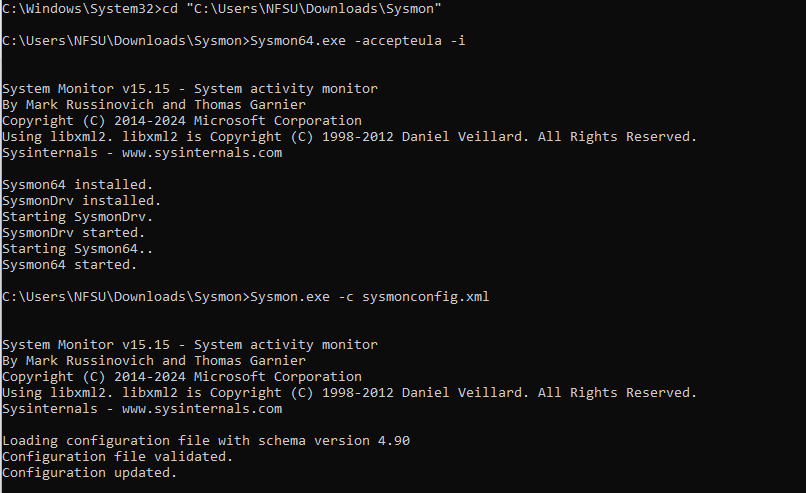 C:\Windows\System32>cd "C:\Users\NFSU\Downloads\Sysmon"
C:\Users\NFSU\Downloads\Sysmon>Sysmon64.exe -accepteula -i
System Monitor v15.15 - System activity monitor
By Mark Russinovich and Thomas Garnier
Copyright (C) 2014-2024 Microsoft Corporation
Using libxml2. libxml2 is Copyright (C) 1998-2012 Daniel Veillard. All Rights Reserved.
Sysinternals - www.sysinternals.com
Sysmon64 installed.
SysmonDrv installed.
Starting SysmonDrv.
SysmonDrv started.
Starting Sysmon64..
Sysmon64 started.
C:\Users\NFSU\Downloads\Sysmon>Sysmon.exe -c sysmonconfig.xml
System Monitor v15.15 - System activity monitor
By Mark Russinovich and Thomas Garnier
Copyright (C) 2014-2024 Microsoft Corporation
Using libxml2. libxml2 is Copyright (C) 1998-2012 Daniel Veillard. All Rights Reserved.
Sysinternals - www.sysinternals.com
Loading configuration file with schema version 4.90
Configuration file validated.
Configuration updated.